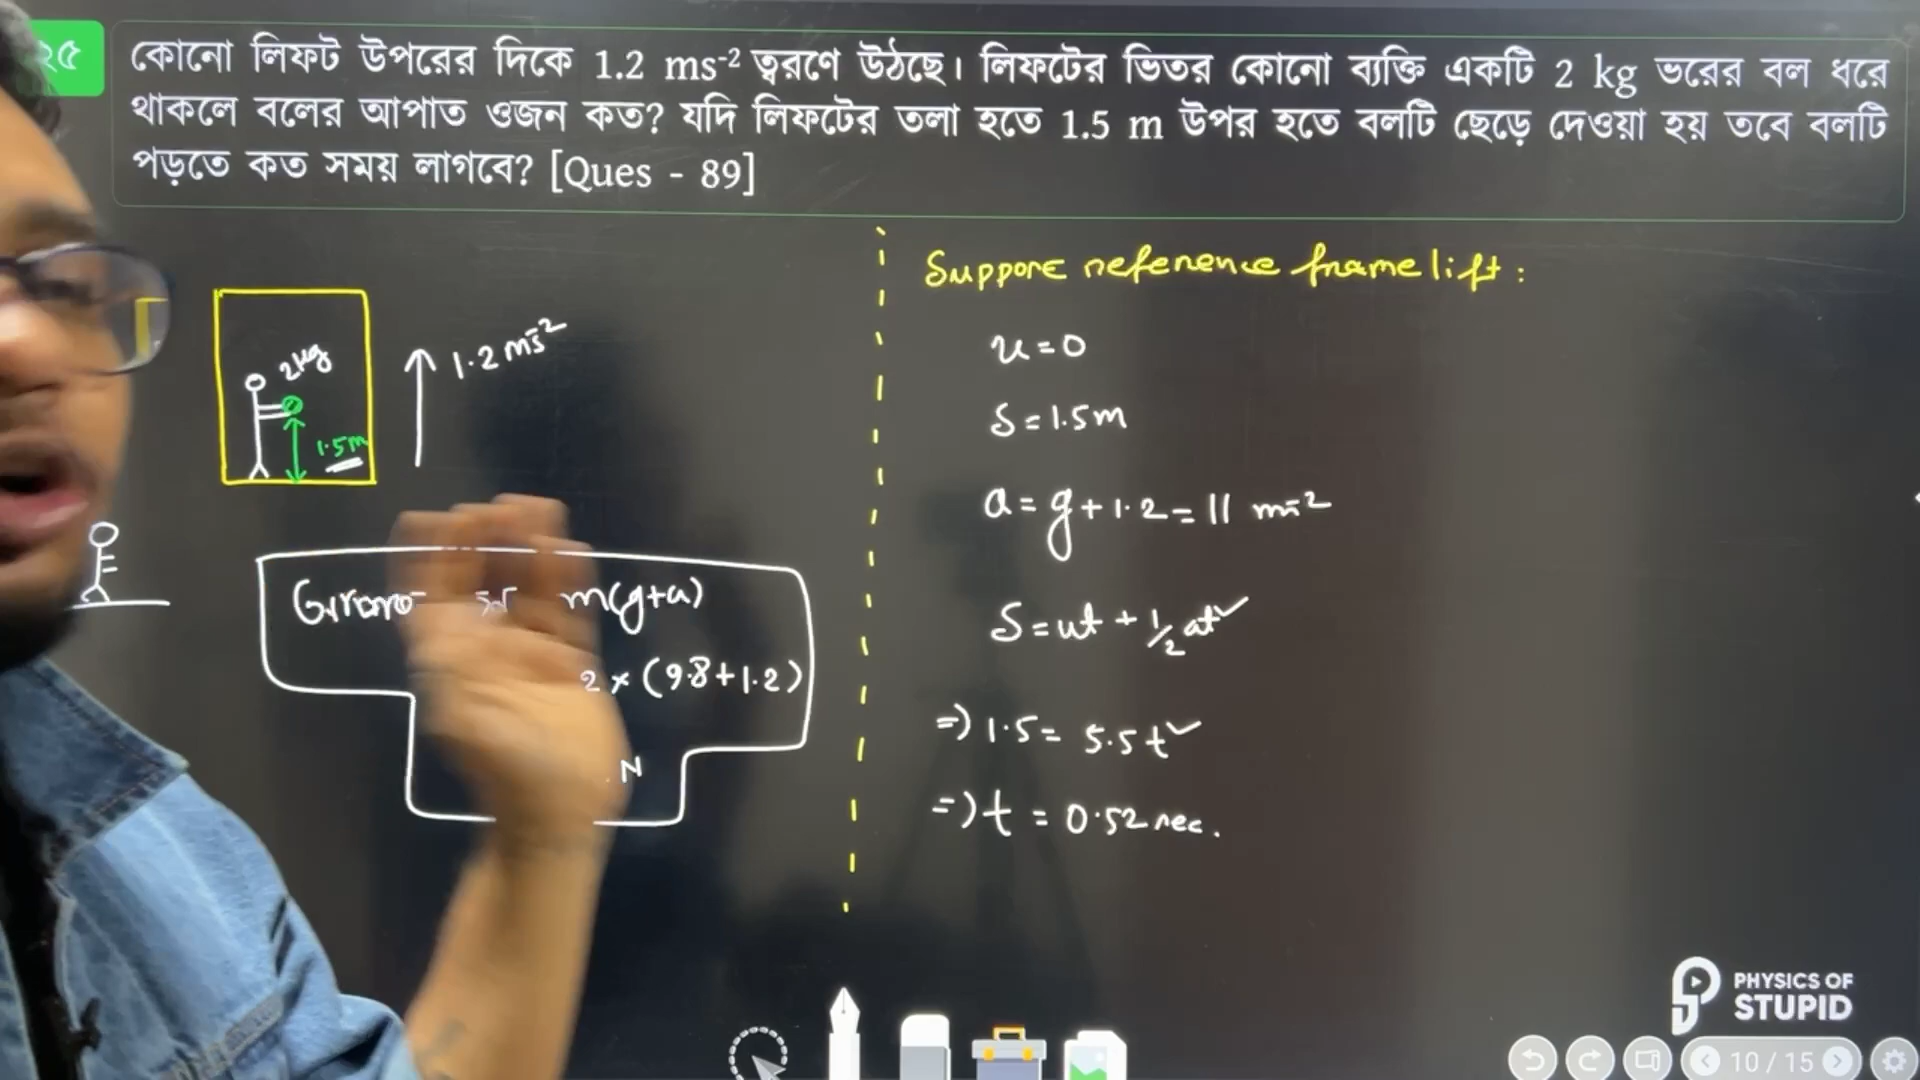 ২৫
কোনো লিফট উপরের দিকে 1.2 ms⁻² ত্বরণে উঠছে। লিফটের ভিতর কোনো ব্যক্তি একটি 2 kg ভরের বল ধরে
থাকলে বলের আপাত ওজন কত? যদি লিফটের তলা হতে 1.5 m উপর হতে বলটি ছেড়ে দেওয়া হয় তবে বলটি
পড়তে কত সময় লাগবে? [Ques - 89]
2kg
1.5m
1.2 ms⁻²
m(g+a)
2 × (9.8+1.2)
N
Suppose reference frame lift :
u = 0
S = 1.5m
a = g + 1.2 = 11 ms⁻²
S = ut + 1/2 at²
=) 1.5 = 5.5 t²
=) t = 0.52 sec.
PHYSICS OF
STUPID
10 / 15